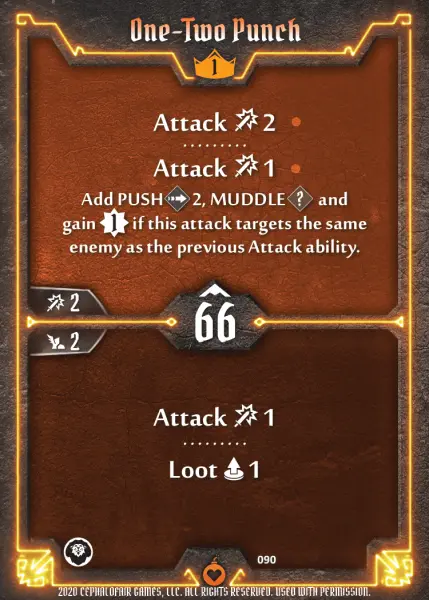 One-Two Punch
1
Attack 2
Attack 1
Add PUSH 2, MUDDLE ? and
gain 1 if this attack targets the same
enemy as the previous Attack ability.
2
66
2
Attack 1
Loot 1
090
2020 CEPHALOFAIR GAMES, LLC. ALL RIGHTS RESERVED. USED WITH PERMISSION.